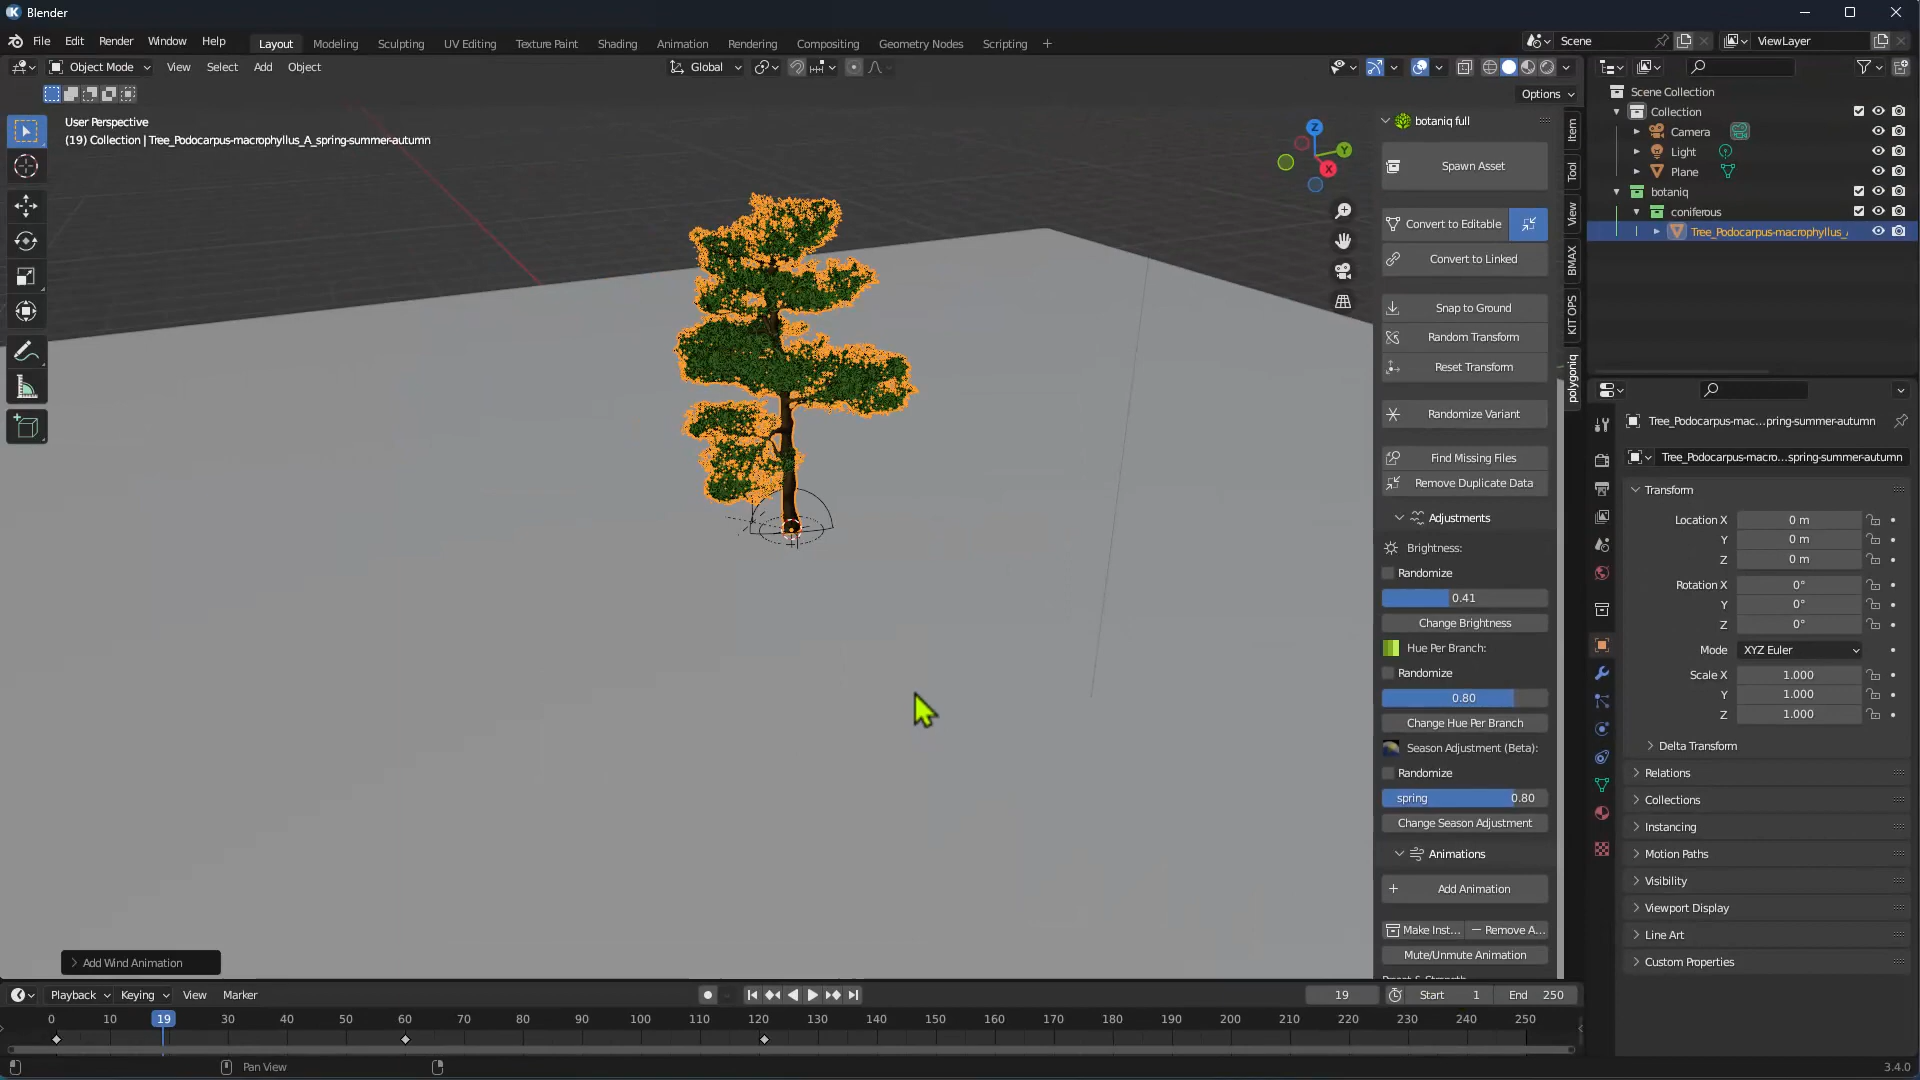 Blender
File Edit Render Window Help
Layout Modeling Sculpting UV Editing Texture Paint Shading Animation Rendering Compositing Geometry Nodes Scripting
Scene
ViewLayer
Object Mode View Select Add Object
Global
Options
User Perspective
(19) Collection | Tree_Podocarpus-macrophyllus_A_spring-summer-autumn
Z
Y
X
botaniq full
Spawn Asset
Convert to Editable
Convert to Linked
Snap to Ground
Random Transform
Reset Transform
Randomize Variant
Find Missing Files
Remove Duplicate Data
Adjustments
Brightness:
Randomize
0.41
Change Brightness
Hue Per Branch:
Randomize
0.80
Change Hue Per Branch
Season Adjustment (Beta):
Randomize
spring 0.80
Change Season Adjustment
Animations
Add Animation
Make Inst... Remove A...
Mute/Unmute Animation
Item
Tool
View
BMAX
KIT OPS
polygoniq
Scene Collection
Collection
Camera
Light
Plane
botaniq
coniferous
Tree_Podocarpus-macrophyllus_
Tree_Podocarpus-mac...pring-summer-autumn
Tree_Podocarpus-macro...spring-summer-autumn
Transform
Location X 0 m
Y 0 m
Z 0 m
Rotation X 0°
Y 0°
Z 0°
Mode XYZ Euler
Scale X 1.000
Y 1.000
Z 1.000
Delta Transform
Relations
Collections
Instancing
Motion Paths
Visibility
Viewport Display
Line Art
Custom Properties
Add Wind Animation
Playback Keying View Marker
19
Start 1 End 250
0 10 19 30 40 50 60 70 80 90 100 110 120 130 140 150 160 170 180 190 200 210 220 230 240 250
Pan View
3.4.0